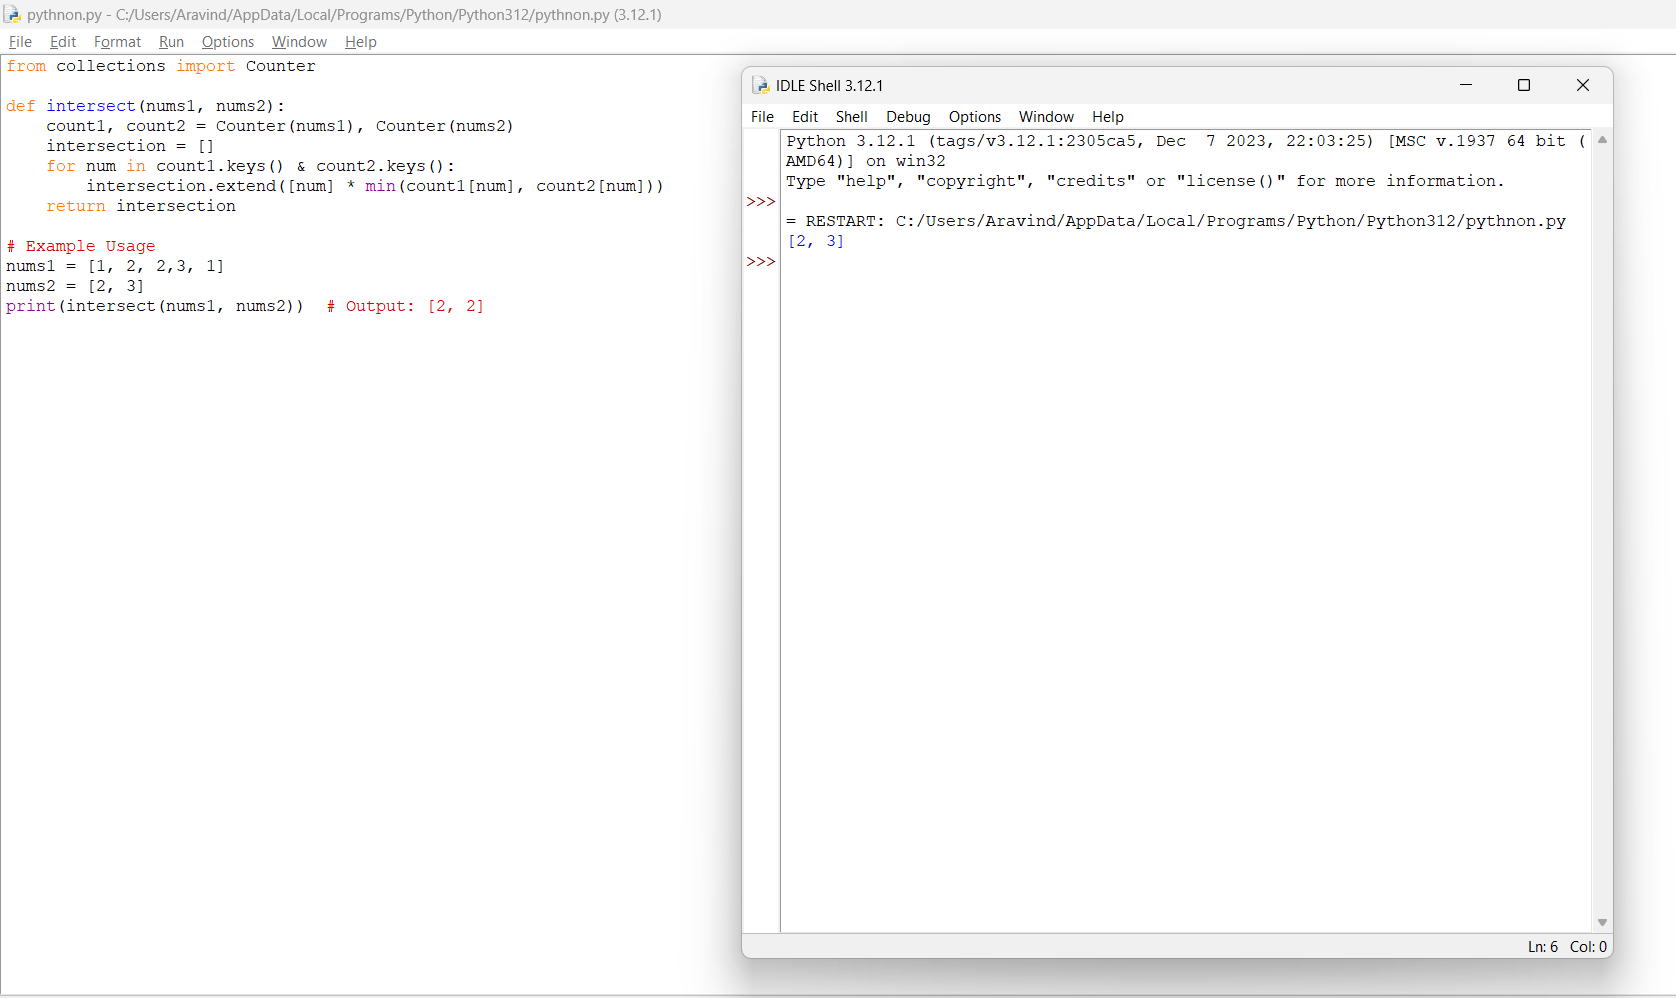 pythnon.py - C:/Users/Aravind/AppData/Local/Programs/Python/Python312/pythnon.py (3.12.1)
File Edit Format Run Options Window Help
from collections import Counter
def intersect(nums1, nums2):
    count1, count2 = Counter(nums1), Counter(nums2)
    intersection = []
    for num in count1.keys() & count2.keys():
        intersection.extend([num] * min(count1[num], count2[num]))
    return intersection
# Example Usage
nums1 = [1, 2, 2,3, 1]
nums2 = [2, 3]
print(intersect(nums1, nums2))  # Output: [2, 2]
IDLE Shell 3.12.1
File Edit Shell Debug Options Window Help
Python 3.12.1 (tags/v3.12.1:2305ca5, Dec  7 2023, 22:03:25) [MSC v.1937 64 bit (
AMD64)] on win32
Type "help", "copyright", "credits" or "license()" for more information.
>>>
= RESTART: C:/Users/Aravind/AppData/Local/Programs/Python/Python312/pythnon.py
[2, 3]
>>>
Ln: 6 Col: 0